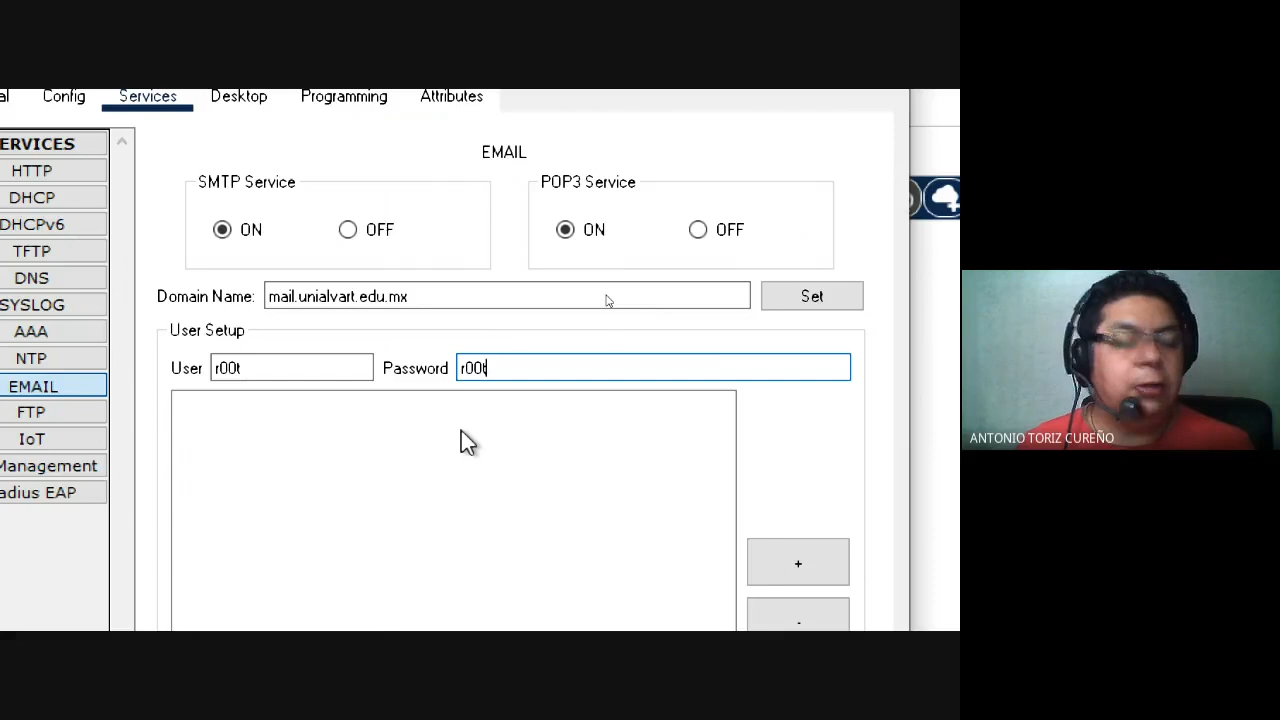 al Config Services Desktop Programming Attributes
ERVICES
HTTP
DHCP
DHCPv6
TFTP
DNS
SYSLOG
AAA
NTP
EMAIL
FTP
IoT
Management
adius EAP
EMAIL
SMTP Service
ON OFF
POP3 Service
ON OFF
Domain Name: mail.unialvart.edu.mx Set
User Setup
User r00t Password r00t
+
-
ANTONIO TORIZ CUREÑO